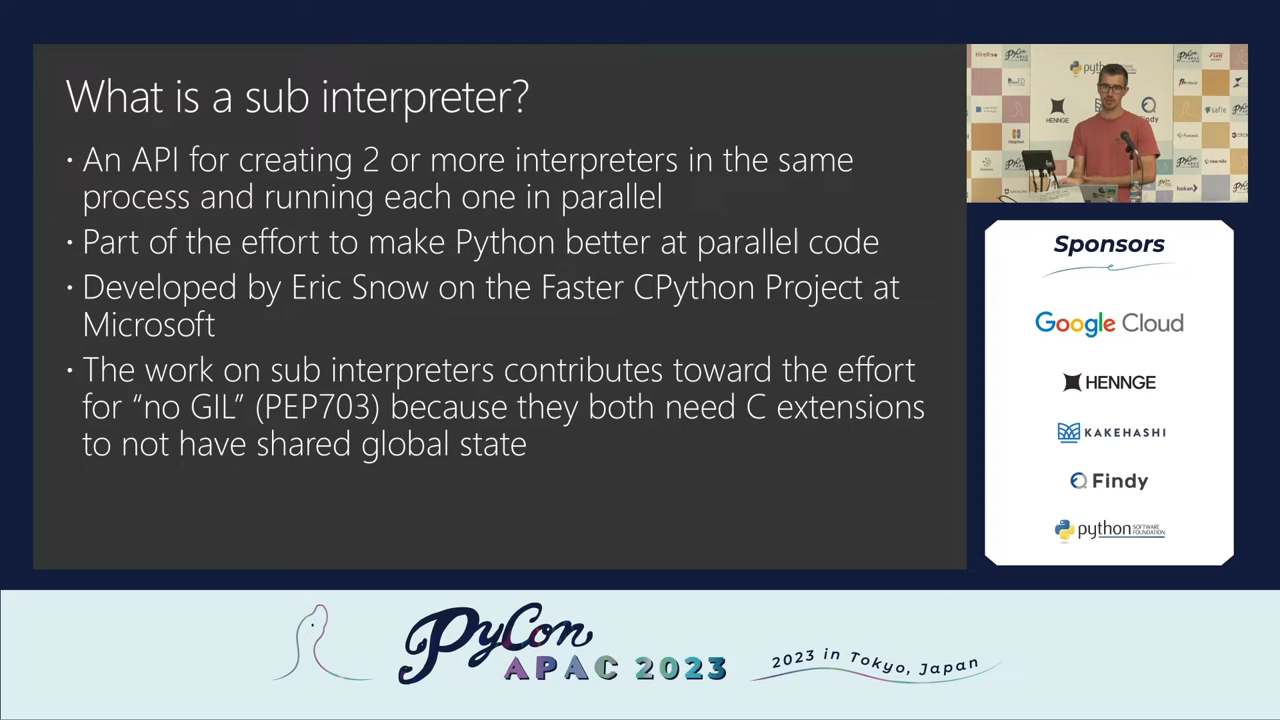 What is a sub interpreter?
· An API for creating 2 or more interpreters in the same
process and running each one in parallel
· Part of the effort to make Python better at parallel code
· Developed by Eric Snow on the Faster CPython Project at
Microsoft
· The work on sub interpreters contributes toward the effort
for “no GIL” (PEP703) because they both need C extensions
to not have shared global state
python
HENNGE
Findy
safie
Sponsors
Google Cloud
HENNGE
KAKEHASHI
Findy
python SOFTWARE
FOUNDATION
PyCon
APAC 2023
2023 in Tokyo, Japan